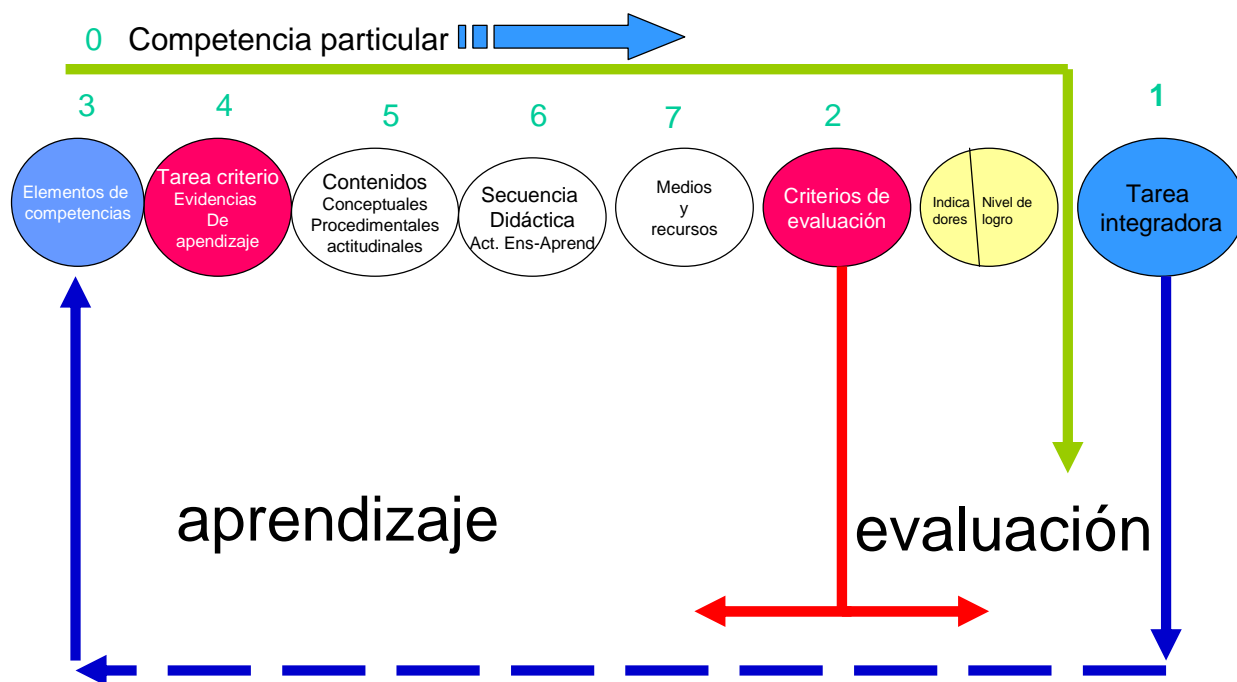 0 Competencia particular
3
4
5
6
7
2
1
Elementos de
competencias
Tarea criterio
Evidencias
De
apendizaje
Contenidos
Conceptuales
Procedimentales
actitudinales
Secuencia
Didáctica
Act. Ens-Aprend
Medios
y
recursos
Criterios de
evaluación
Indica
dores
Nivel de
logro
Tarea
integradora
aprendizaje
evaluación